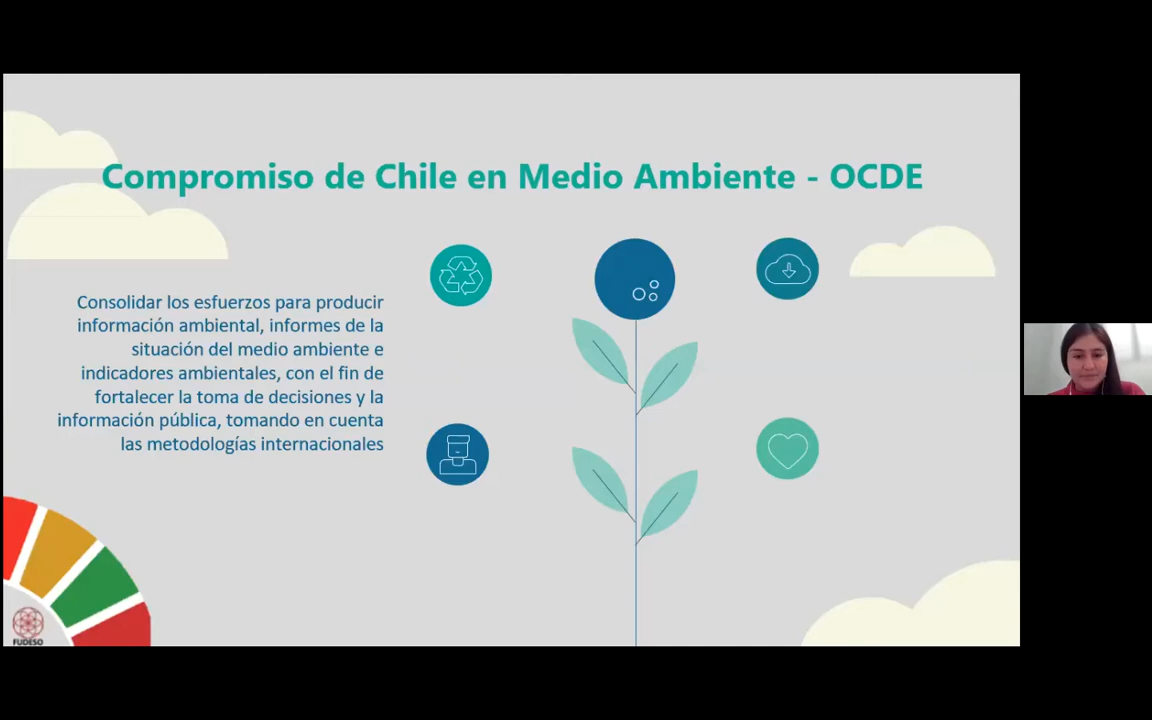 Compromiso de Chile en Medio Ambiente - OCDE
Consolidar los esfuerzos para producir
información ambiental, informes de la
situación del medio ambiente e
indicadores ambientales, con el fin de
fortalecer la toma de decisiones y la
información pública, tomando en cuenta
las metodologías internacionales
FUDESO